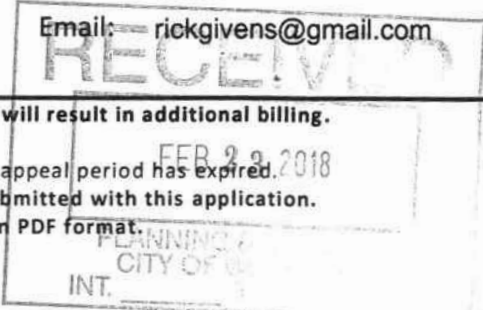 Email: rickgivens@gmail.com
RECEIVED
will result in additional billing.
appeal period has expired.
FEB 23 2018
bmitted with this application.
n PDF format.
PLANNING &
CITY OF
INT.